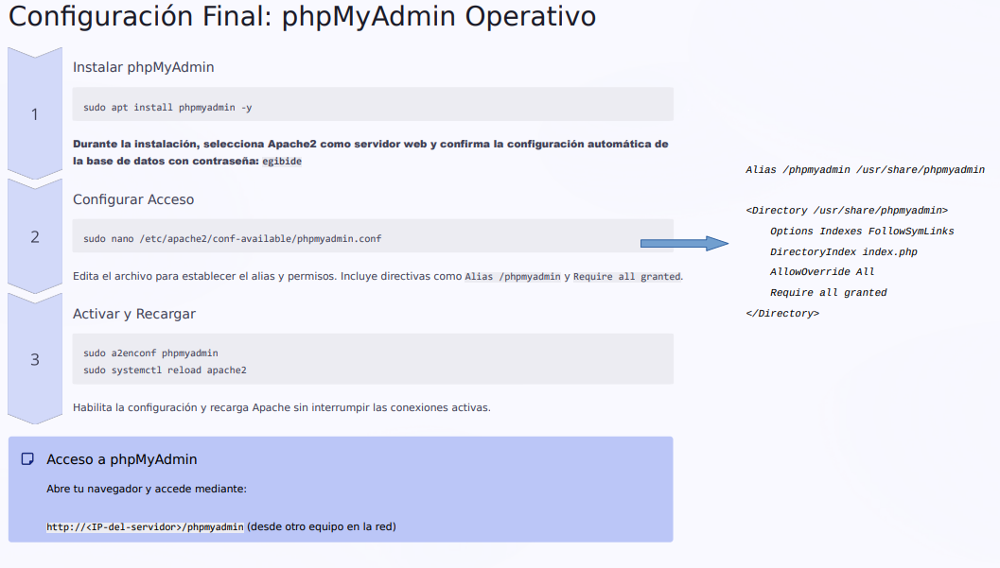 Configuración Final: phpMyAdmin Operativo
1
Instalar phpMyAdmin
sudo apt install phpmyadmin -y
Durante la instalación, selecciona Apache2 como servidor web y confirma la configuración automática de
la base de datos con contraseña: egibide
2
Configurar Acceso
sudo nano /etc/apache2/conf-available/phpmyadmin.conf
Edita el archivo para establecer el alias y permisos. Incluye directivas como Alias /phpmyadmin y Require all granted.
Alias /phpmyadmin /usr/share/phpmyadmin
<Directory /usr/share/phpmyadmin>
    Options Indexes FollowSymLinks
    DirectoryIndex index.php
    AllowOverride All
    Require all granted
</Directory>
3
Activar y Recargar
sudo a2enconf phpmyadmin
sudo systemctl reload apache2
Habilita la configuración y recarga Apache sin interrumpir las conexiones activas.
Acceso a phpMyAdmin
Abre tu navegador y accede mediante:
http://<IP-del-servidor>/phpmyadmin (desde otro equipo en la red)